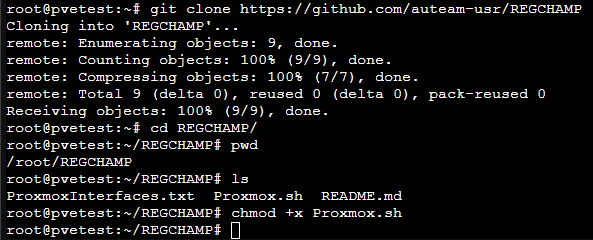 root@pvetest:~# git clone https://github.com/auteam-usr/REGCHAMP
Cloning into 'REGCHAMP'...
remote: Enumerating objects: 9, done.
remote: Counting objects: 100% (9/9), done.
remote: Compressing objects: 100% (7/7), done.
remote: Total 9 (delta 0), reused 0 (delta 0), pack-reused 0
Receiving objects: 100% (9/9), done.
root@pvetest:~# cd REGCHAMP/
root@pvetest:~/REGCHAMP# pwd
/root/REGCHAMP
root@pvetest:~/REGCHAMP# ls
ProxmoxInterfaces.txt  Proxmox.sh  README.md
root@pvetest:~/REGCHAMP# chmod +x Proxmox.sh
root@pvetest:~/REGCHAMP#